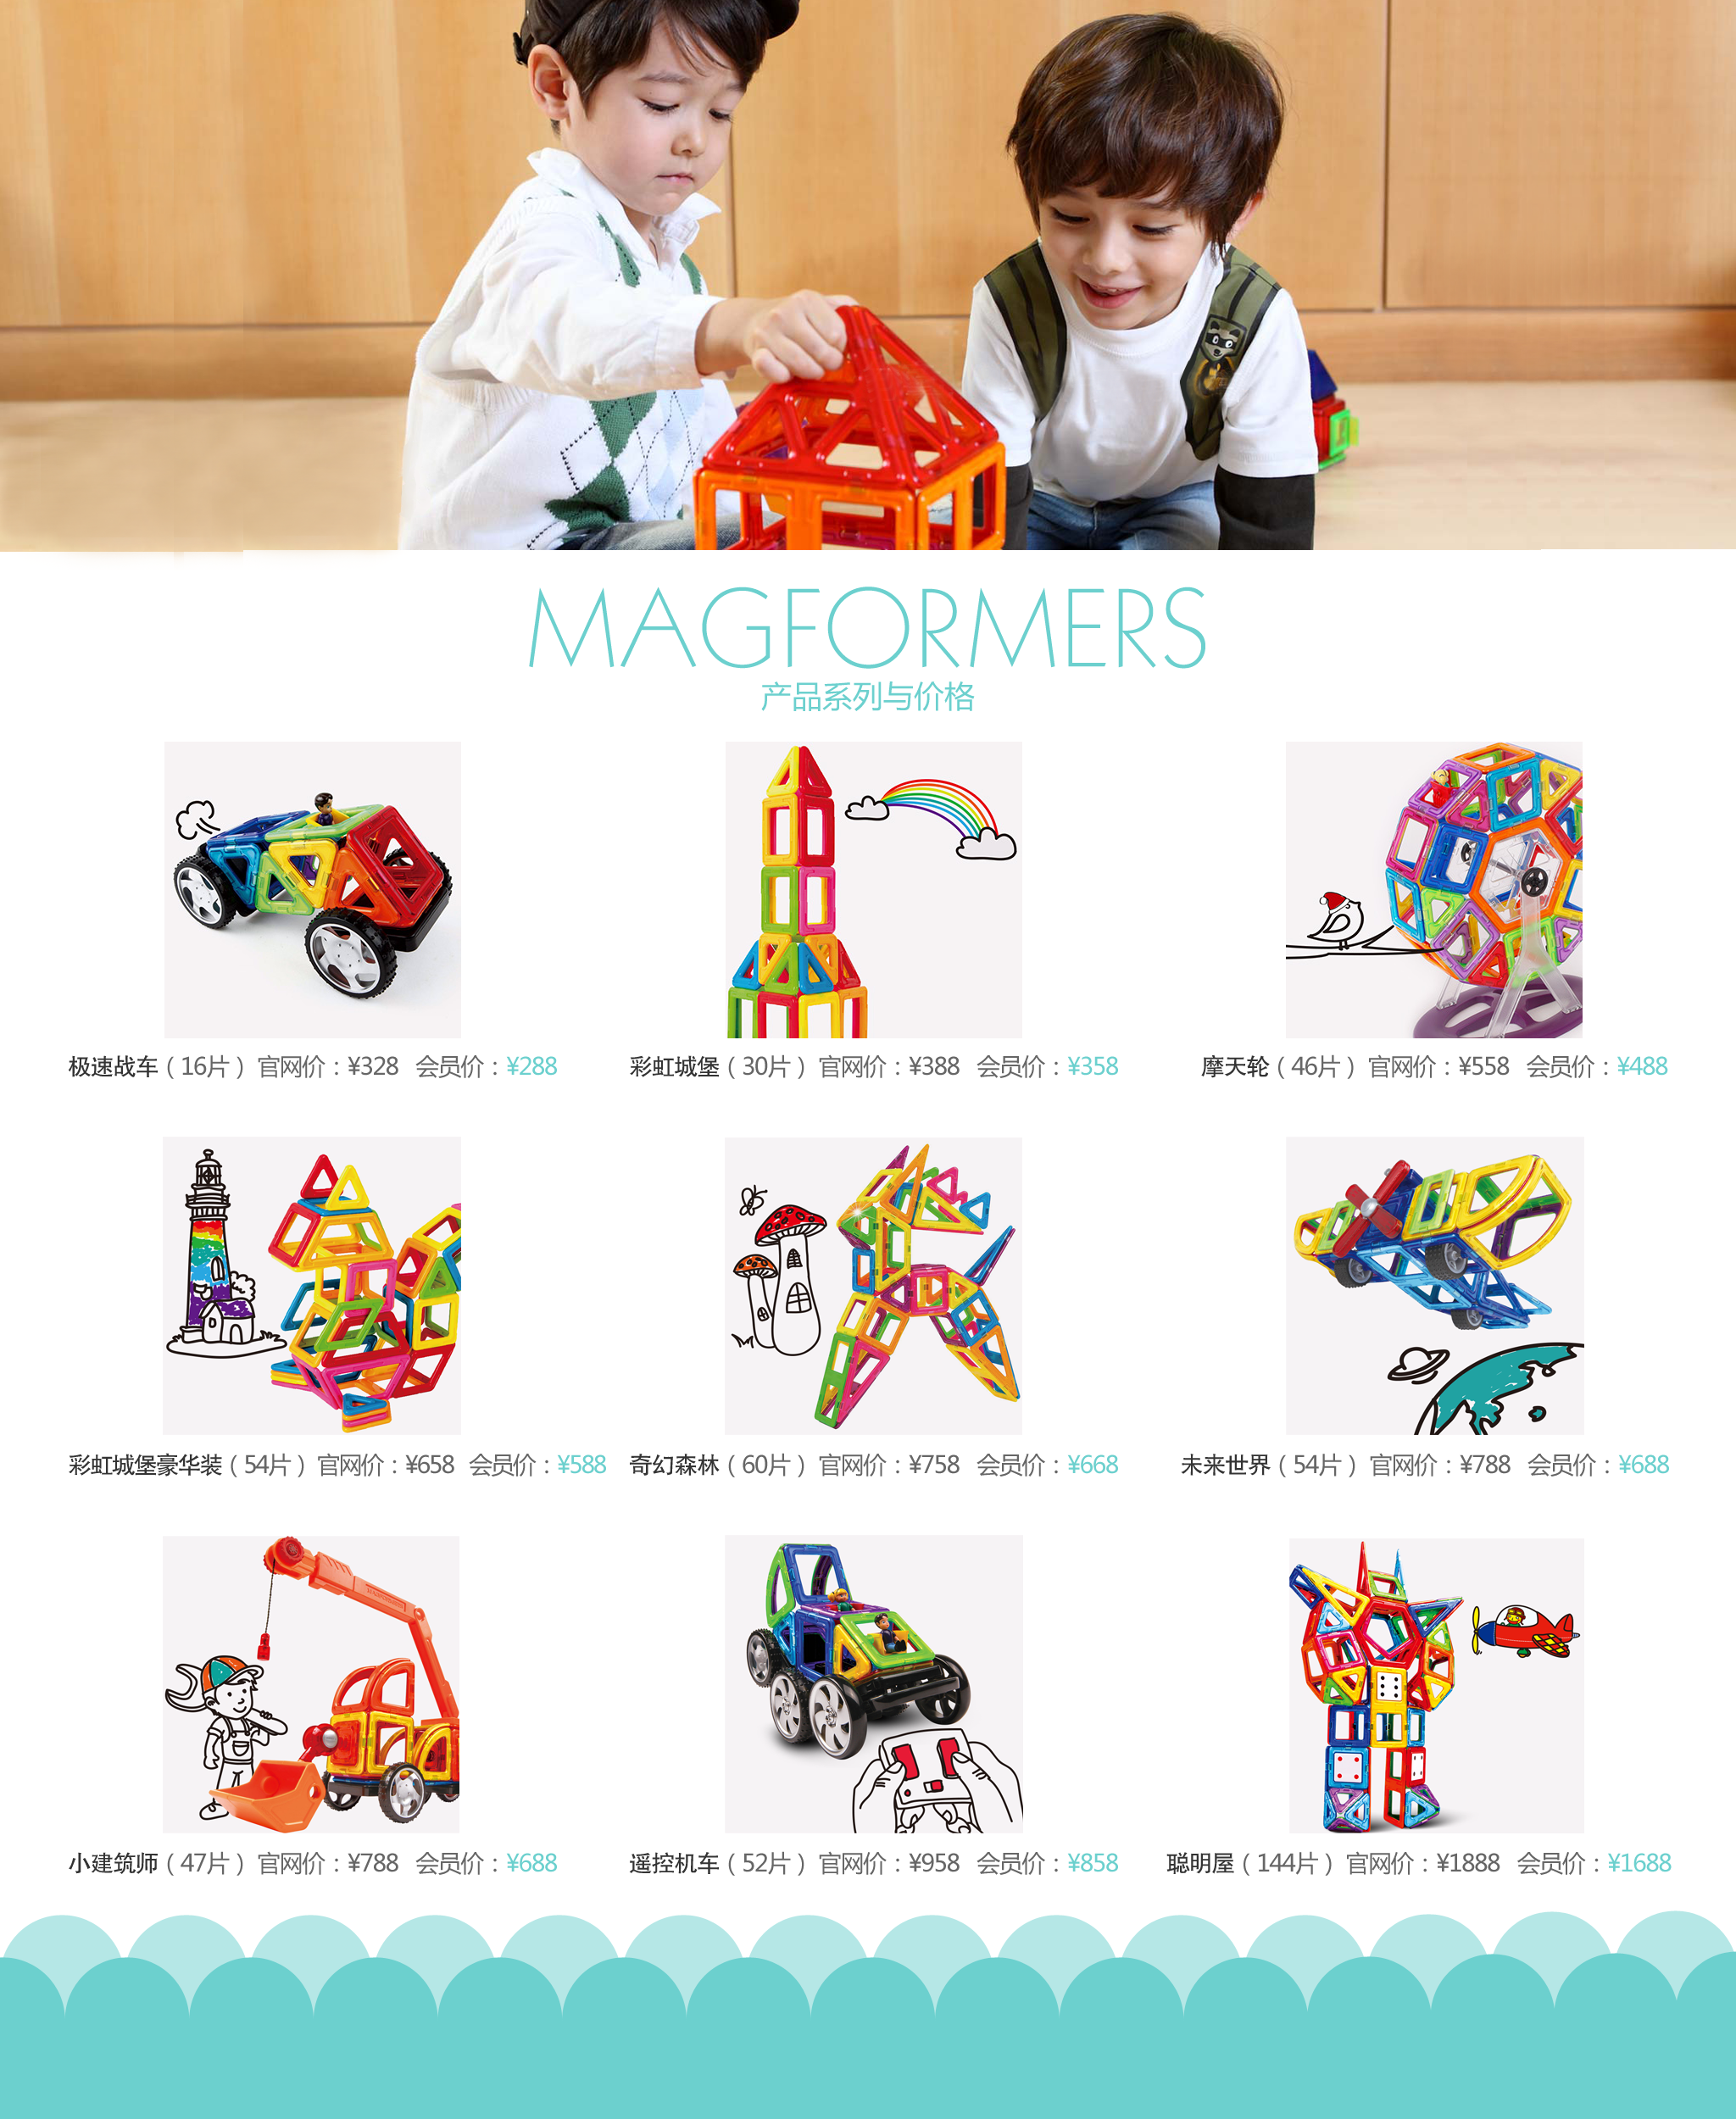 MAGFORMERS
产品系列与价格
极速战车（16片） 官网价：¥328 会员价：¥288
彩虹城堡（30片） 官网价：¥388 会员价：¥358
摩天轮（46片） 官网价：¥558 会员价：¥488
彩虹城堡豪华装（54片） 官网价：¥658 会员价：¥588
奇幻森林（60片） 官网价：¥758 会员价：¥668
未来世界（54片） 官网价：¥788 会员价：¥688
小建筑师（47片） 官网价：¥788 会员价：¥688
遥控机车（52片） 官网价：¥958 会员价：¥858
聪明屋（144片） 官网价：¥1888 会员价：¥1688